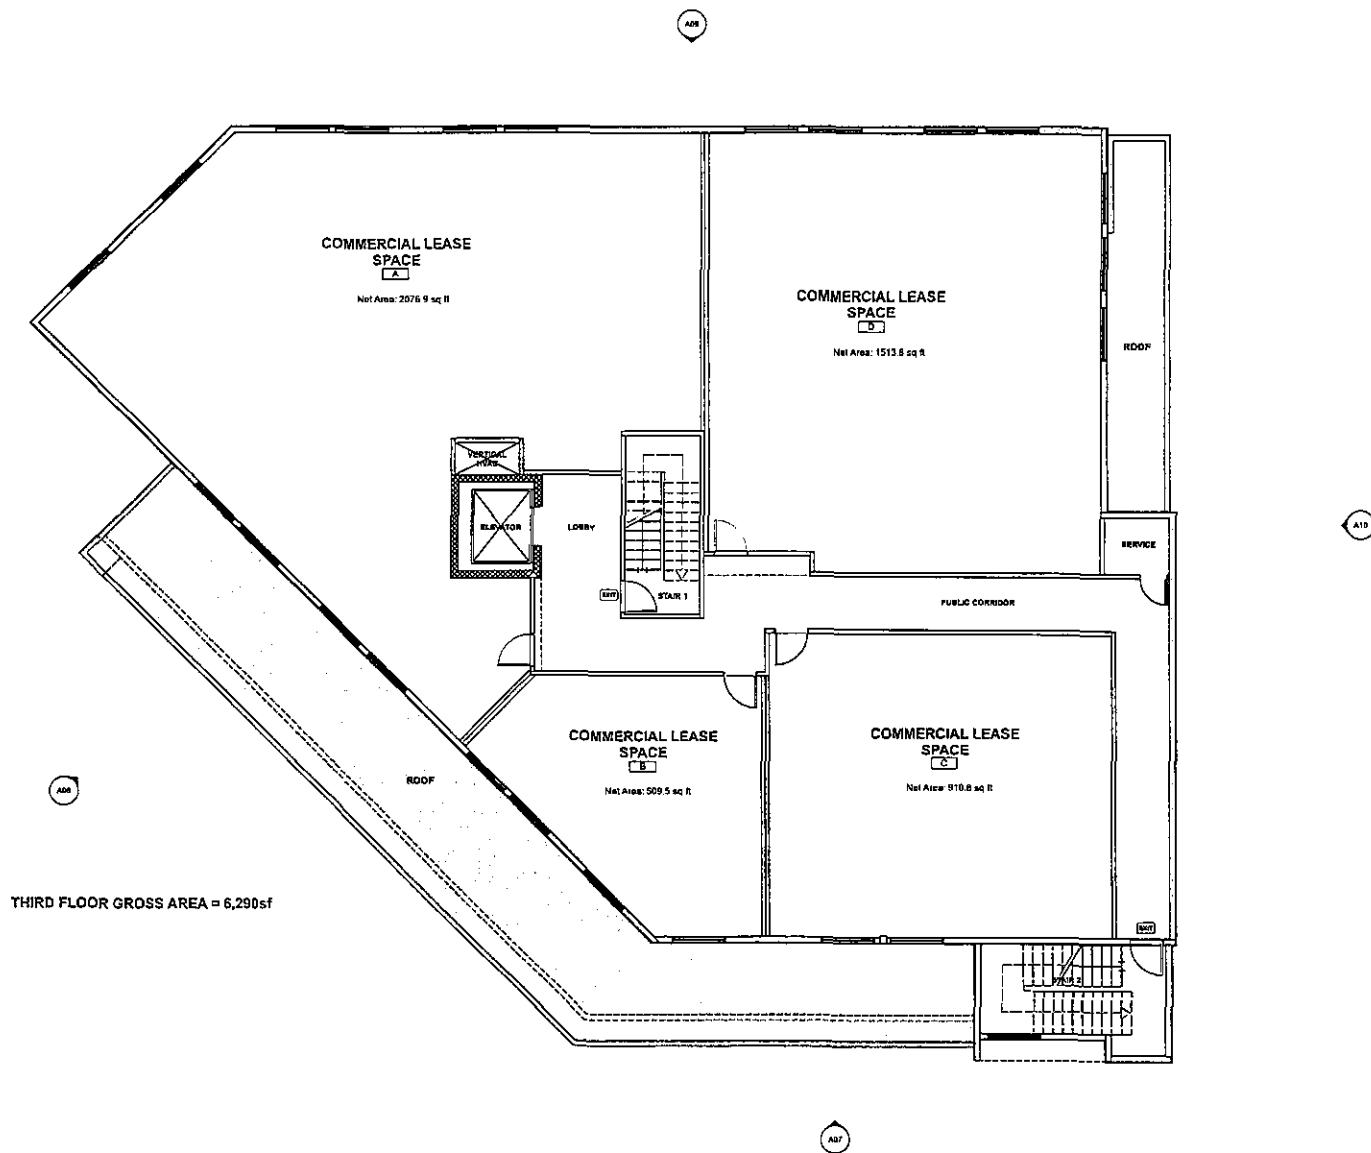 A09
COMMERCIAL LEASE
SPACE
A
Net Area: 2076.9 sq ft
COMMERCIAL LEASE
SPACE
D
Net Area: 1513.8 sq ft
ROOF
VERTICAL
HVAC
ELEVATOR
LOBBY
A10
SERVICE
EXIT
STAIR 1
PUBLIC CORRIDOR
COMMERCIAL LEASE
SPACE
B
Net Area: 509.5 sq ft
COMMERCIAL LEASE
SPACE
C
Net Area: 910.8 sq ft
ROOF
THIRD FLOOR GROSS AREA = 6,290sf
EXIT
STAIR 2
A07